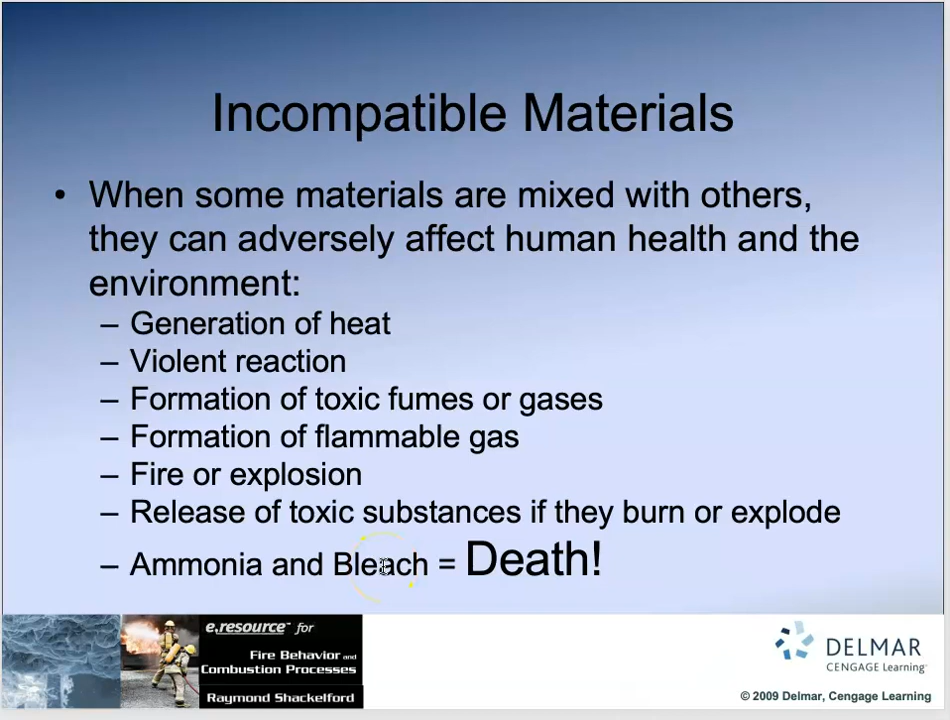 Incompatible Materials
• When some materials are mixed with others,
they can adversely affect human health and the
environment:
– Generation of heat
– Violent reaction
– Formation of toxic fumes or gases
– Formation of flammable gas
– Fire or explosion
– Release of toxic substances if they burn or explode
– Ammonia and Bleach = Death!
e.resource™ for
Fire Behavior and
Combustion Processes
Raymond Shackelford
DELMAR
CENGAGE Learning™
© 2009 Delmar, Cengage Learning